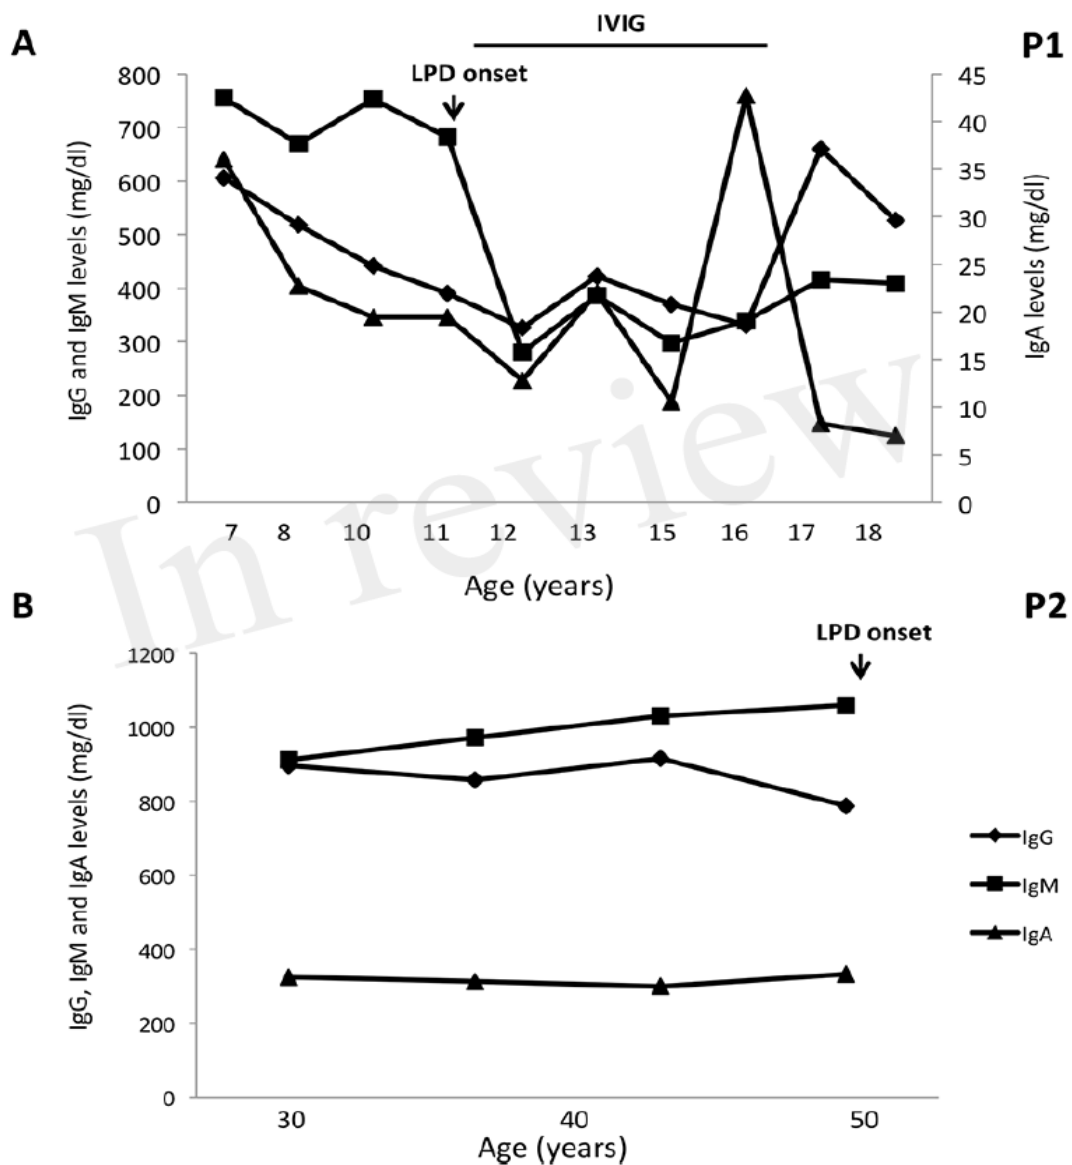 IVIG
A
P1
LPD onset
800
700
600
500
400
300
200
100
0
IgG and IgM levels (mg/dl)
45
40
35
30
25
20
15
10
5
0
IgA levels (mg/dl)
7 8 10 11 12 13 15 16 17 18
Age (years)
In review
B
P2
LPD onset
1200
1000
800
600
400
200
0
IgG, IgM and IgA levels (mg/dl)
IgG
IgM
IgA
30 40 50
Age (years)